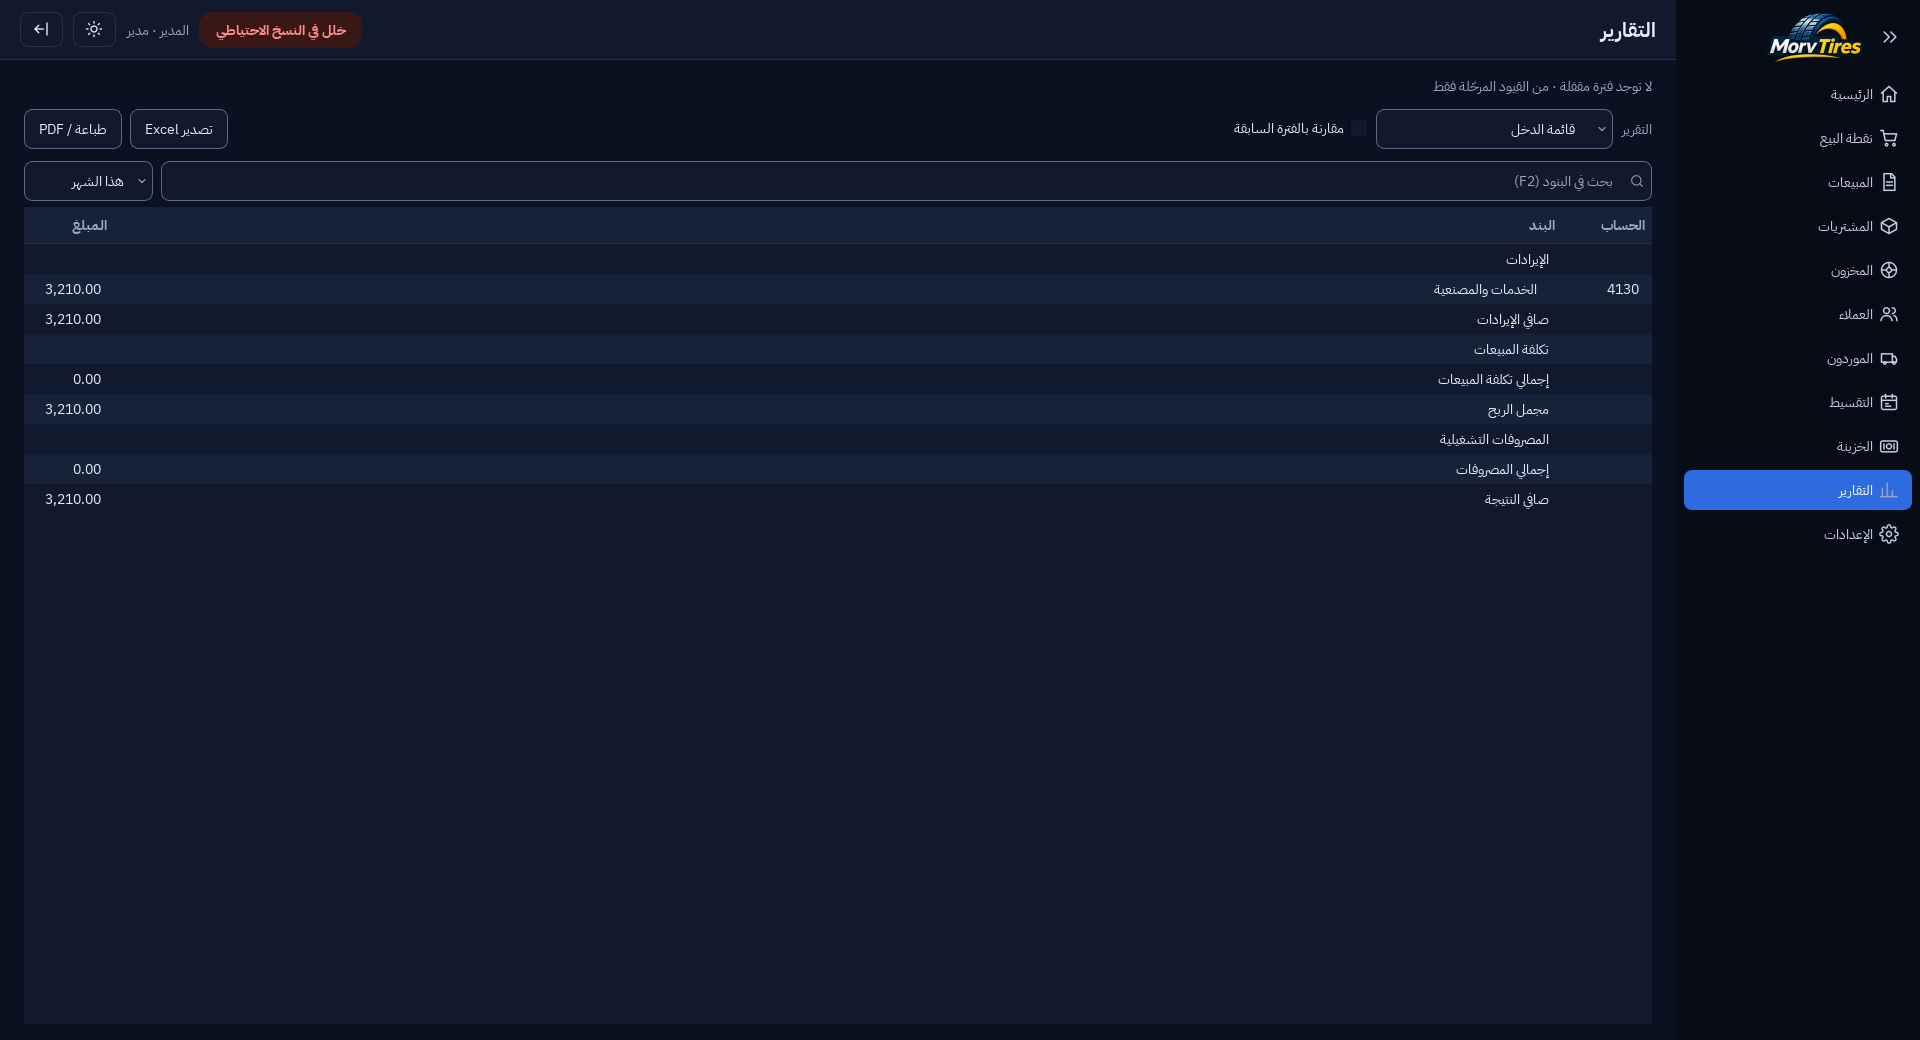 MorvTires
الرئيسية
نقطة البيع
المبيعات
المشتريات
المخزون
العملاء
الموردون
التقسيط
الخزينة
التقارير
الإعدادات
التقارير
خلل في النسخ الاحتياطي
المدير · مدير
لا توجد فترة مقفلة · من القيود المرحّلة فقط
التقرير قائمة الدخل مقارنة بالفترة السابقة تصدير Excel طباعة / PDF
بحث في البنود (F2) هذا الشهر
الحساب البند المبلغ
الإيرادات
4130 الخدمات والمصنعية 3,210.00
صافي الإيرادات 3,210.00
تكلفة المبيعات
إجمالي تكلفة المبيعات 0.00
مجمل الربح 3,210.00
المصروفات التشغيلية
إجمالي المصروفات 0.00
صافي النتيجة 3,210.00